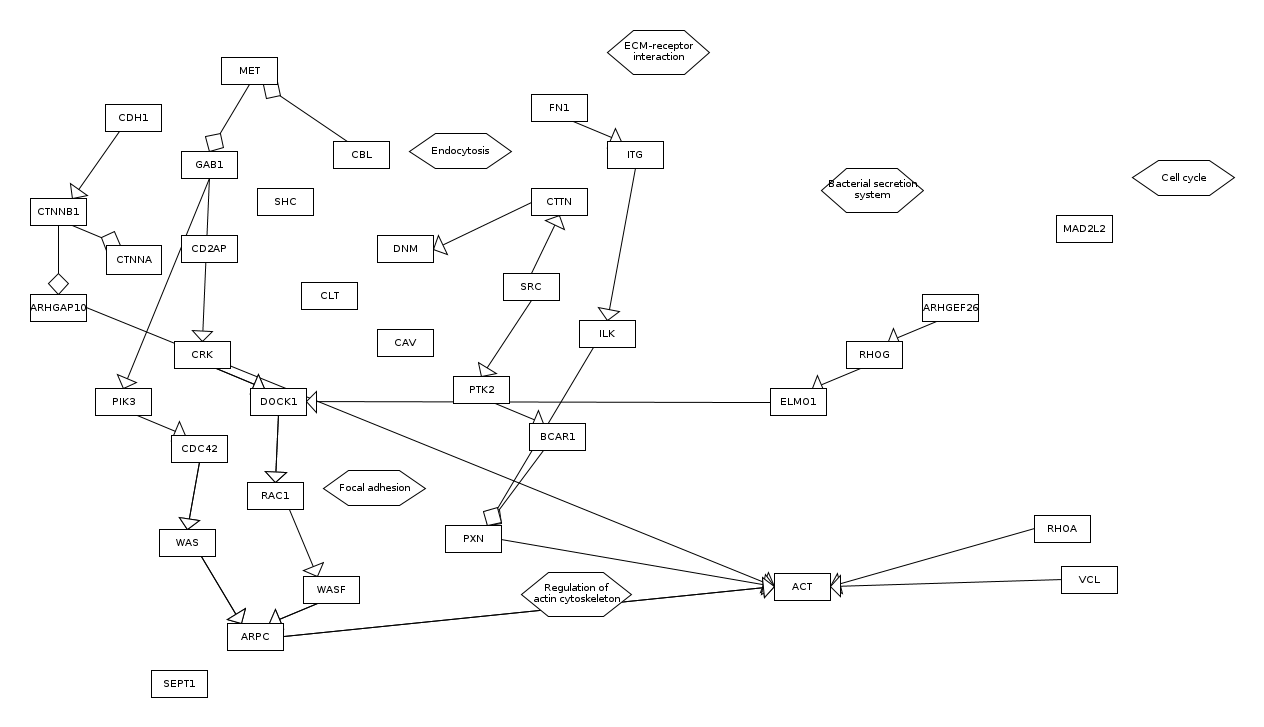 ECM-receptor
interaction
MET
FN1
CDH1
Endocytosis
CBL
ITG
GAB1
Cell cycle
Bacterial secretion
system
SHC
CTTN
CTNNB1
MAD2L2
CD2AP
DNM
CTNNA
SRC
CLT
ARHGAP10
ARHGEF26
ILK
CAV
CRK
RHOG
PTK2
PIK3
DOCK1
ELMO1
BCAR1
CDC42
Focal adhesion
RAC1
RHOA
PXN
WAS
VCL
ACT
Regulation of
actin cytoskeleton
WASF
ARPC
SEPT1